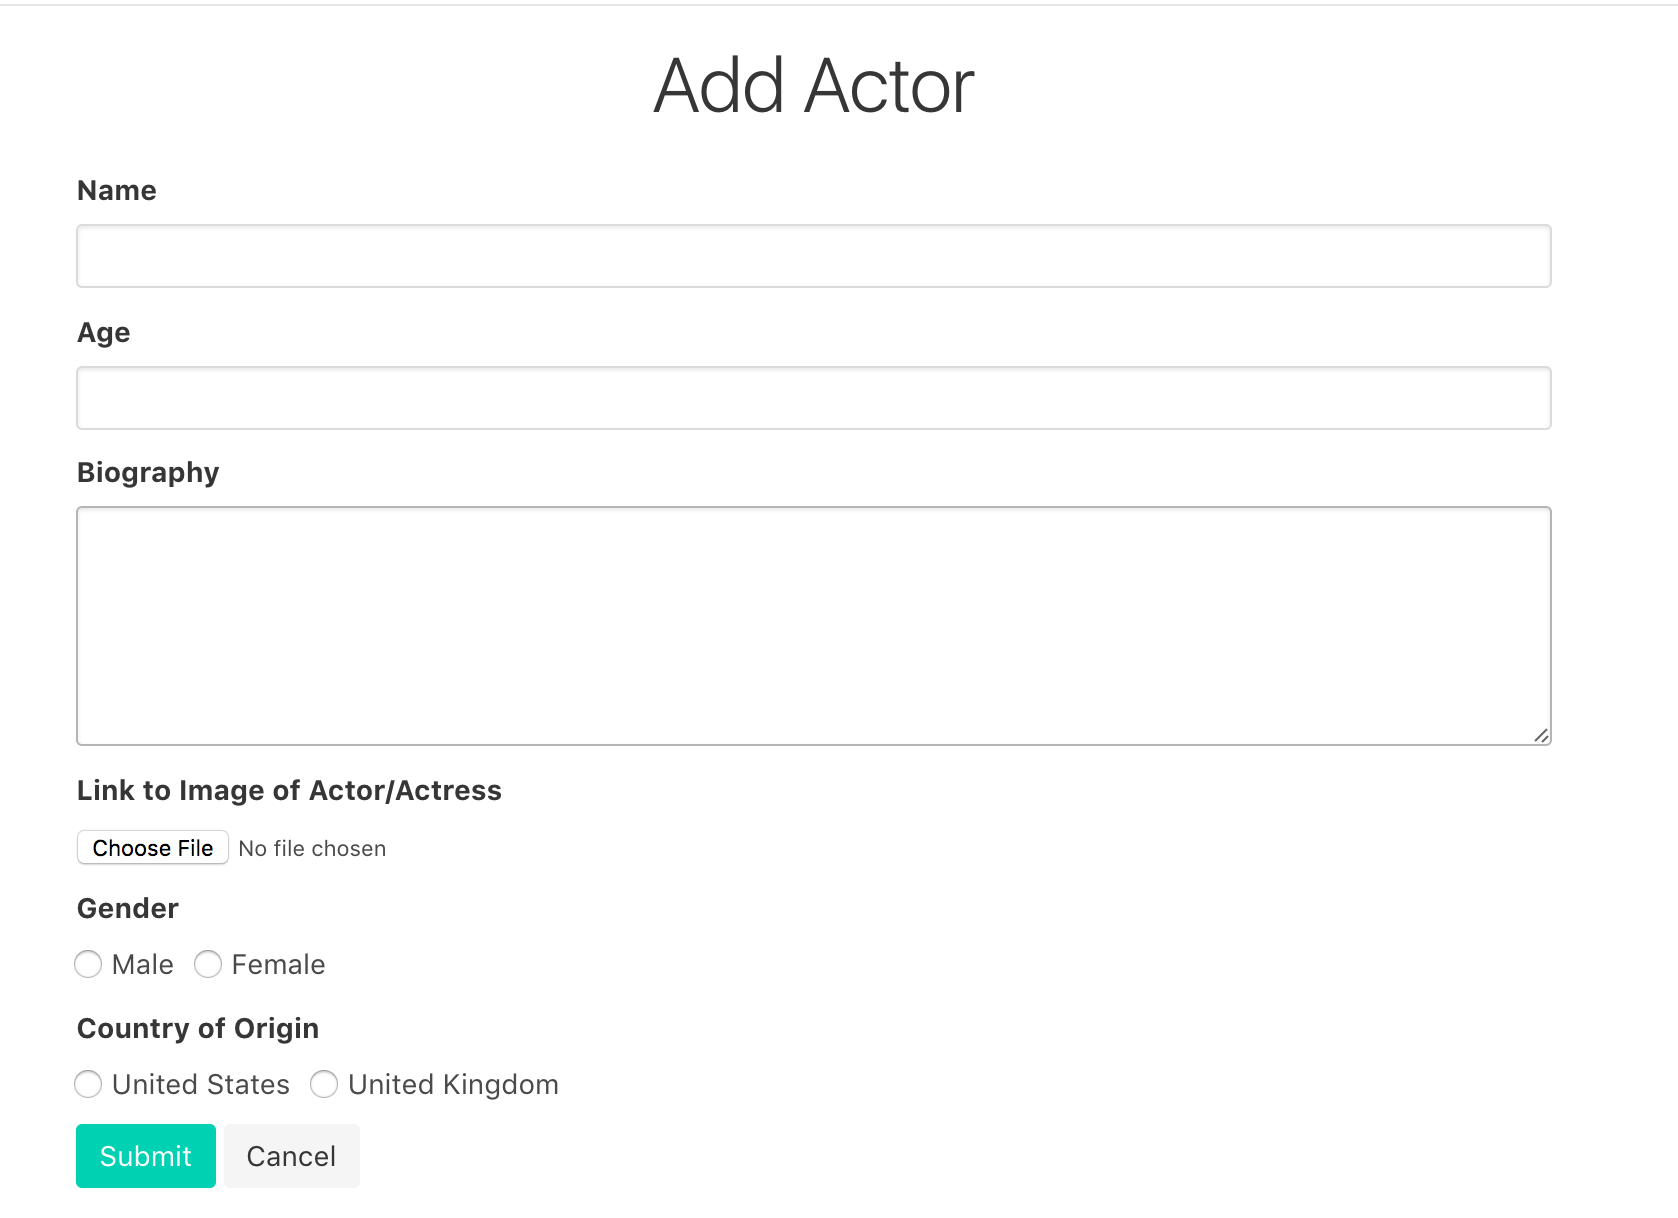 Add Actor
Name
Age
Biography
Link to Image of Actor/Actress
Choose File No file chosen
Gender
Male Female
Country of Origin
United States United Kingdom
Submit Cancel